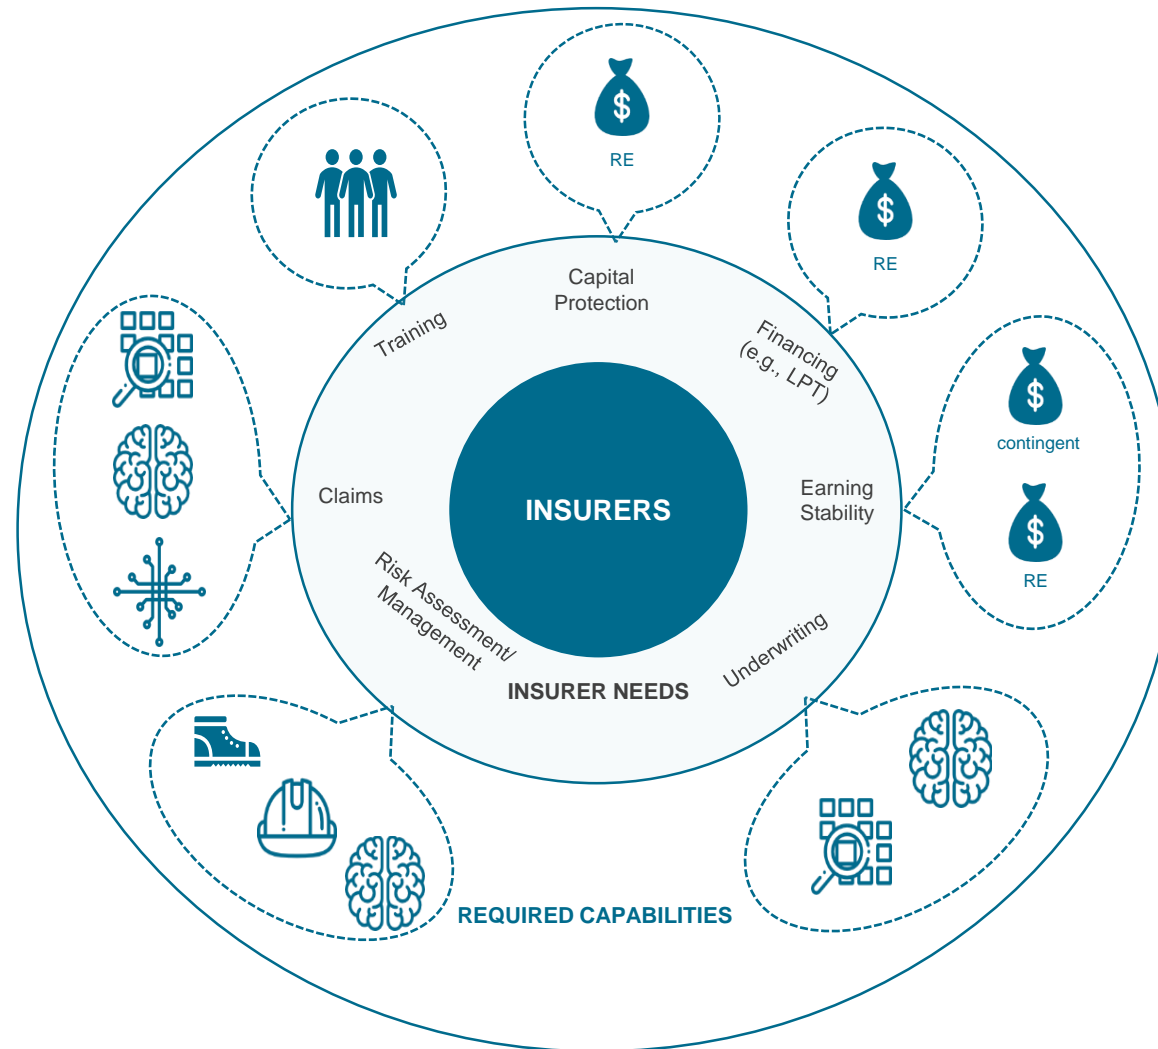 $
RE
$
RE
Capital
Protection
Training
Financing
(e.g., LPT)
$
contingent
$
RE
Claims
INSURERS
Earning
Stability
Risk Assessment/
Management
Underwriting
INSURER NEEDS
REQUIRED CAPABILITIES